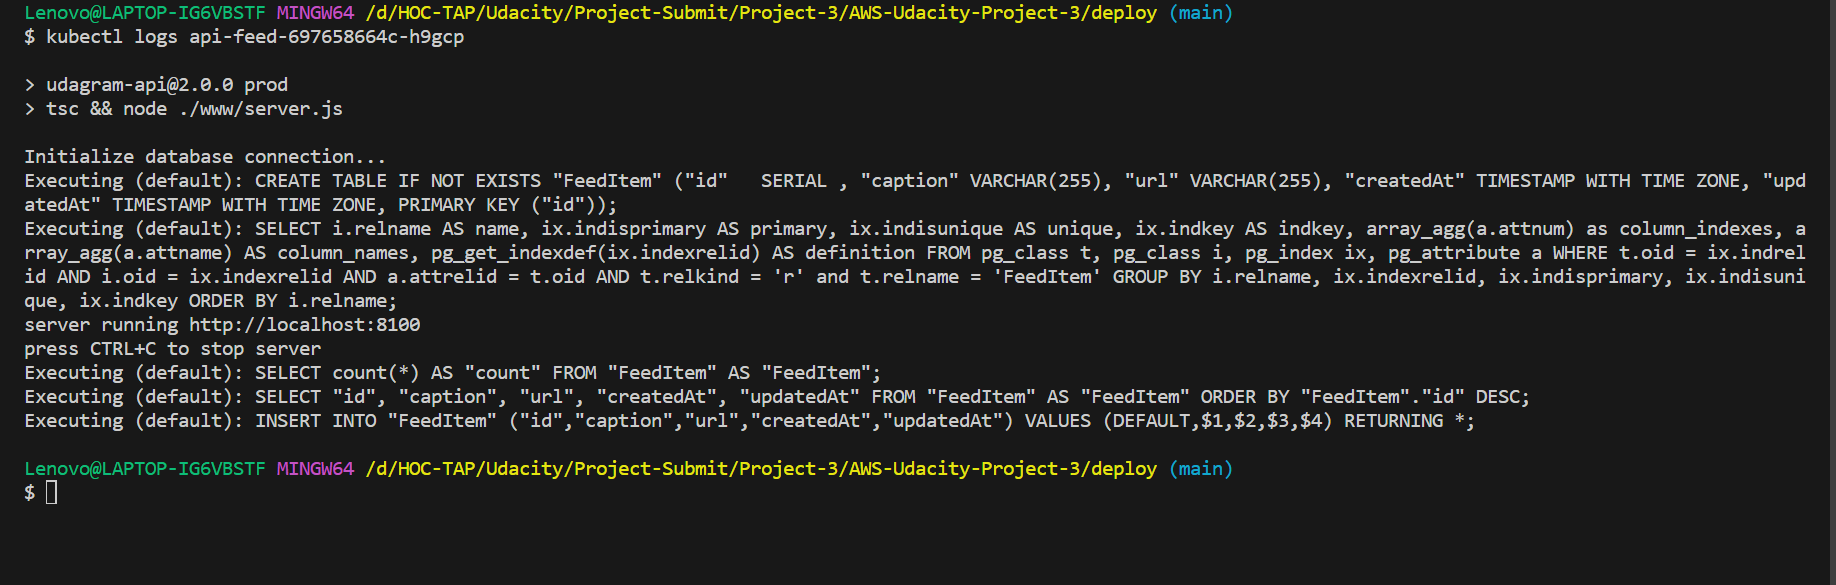 Lenovo@LAPTOP-IG6VBSTF MINGW64 /d/HOC-TAP/Udacity/Project-Submit/Project-3/AWS-Udacity-Project-3/deploy (main)
$ kubectl logs api-feed-697658664c-h9gcp
> udagram-api@2.0.0 prod
> tsc && node ./www/server.js
Initialize database connection...
Executing (default): CREATE TABLE IF NOT EXISTS "FeedItem" ("id"   SERIAL , "caption" VARCHAR(255), "url" VARCHAR(255), "createdAt" TIMESTAMP WITH TIME ZONE, "upd
atedAt" TIMESTAMP WITH TIME ZONE, PRIMARY KEY ("id"));
Executing (default): SELECT i.relname AS name, ix.indisprimary AS primary, ix.indisunique AS unique, ix.indkey AS indkey, array_agg(a.attnum) as column_indexes, a
rray_agg(a.attname) AS column_names, pg_get_indexdef(ix.indexrelid) AS definition FROM pg_class t, pg_class i, pg_index ix, pg_attribute a WHERE t.oid = ix.indrel
id AND i.oid = ix.indexrelid AND a.attrelid = t.oid AND t.relkind = 'r' and t.relname = 'FeedItem' GROUP BY i.relname, ix.indexrelid, ix.indisprimary, ix.indisuni
que, ix.indkey ORDER BY i.relname;
server running http://localhost:8100
press CTRL+C to stop server
Executing (default): SELECT count(*) AS "count" FROM "FeedItem" AS "FeedItem";
Executing (default): SELECT "id", "caption", "url", "createdAt", "updatedAt" FROM "FeedItem" AS "FeedItem" ORDER BY "FeedItem"."id" DESC;
Executing (default): INSERT INTO "FeedItem" ("id","caption","url","createdAt","updatedAt") VALUES (DEFAULT,$1,$2,$3,$4) RETURNING *;
Lenovo@LAPTOP-IG6VBSTF MINGW64 /d/HOC-TAP/Udacity/Project-Submit/Project-3/AWS-Udacity-Project-3/deploy (main)
$